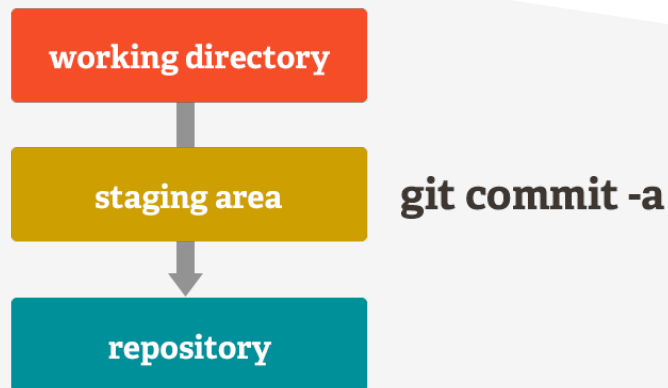 working directory
staging area
git commit -a
repository